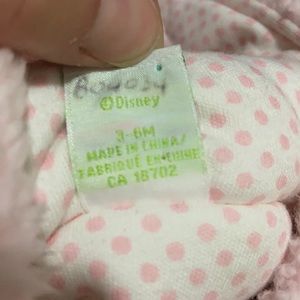 ©Disney
3-6M
MADE IN CHINA/
FABRIQUÉ EN CHINE
CA 18702